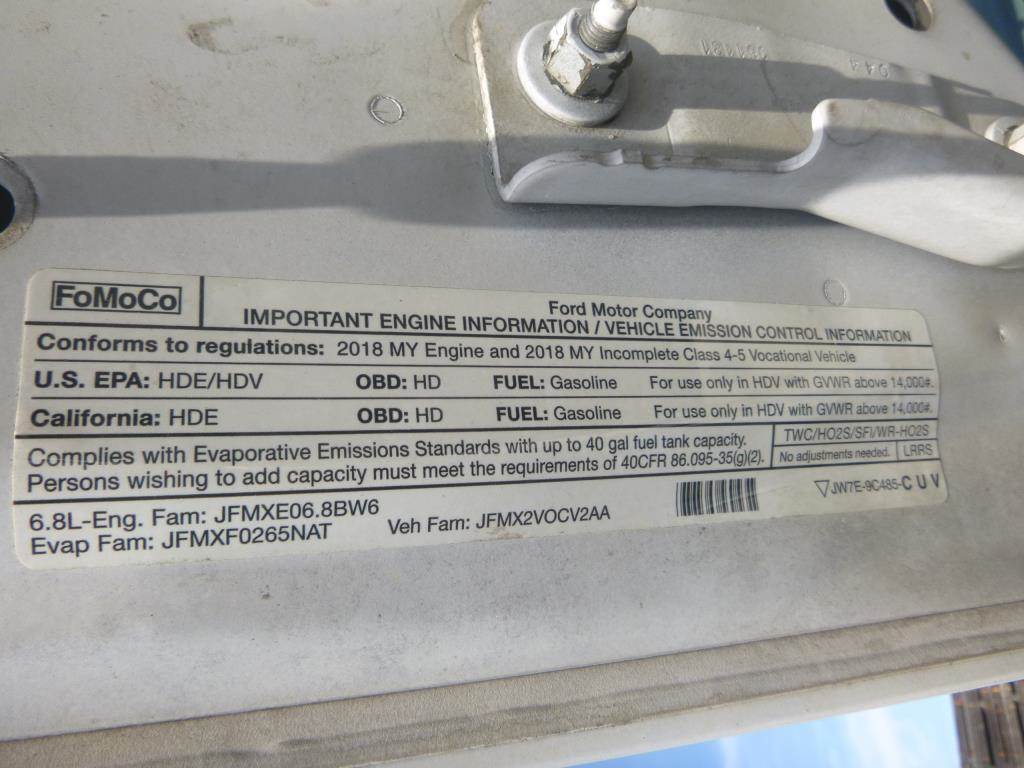 FoMoCo
Ford Motor Company
IMPORTANT ENGINE INFORMATION / VEHICLE EMISSION CONTROL INFORMATION
Conforms to regulations: 2018 MY Engine and 2018 MY Incomplete Class 4-5 Vocational Vehicle
U.S. EPA: HDE/HDV OBD: HD FUEL: Gasoline For use only in HDV with GVWR above 14,000#.
California: HDE OBD: HD FUEL: Gasoline For use only in HDV with GVWR above 14,000#.
Complies with Evaporative Emissions Standards with up to 40 gal fuel tank capacity.
Persons wishing to add capacity must meet the requirements of 40CFR 86.095-35(g)(2).
TWC/HO2S/SFI/WR-HO2S
No adjustments needed. LRRS
6.8L-Eng. Fam: JFMXE06.8BW6
Evap Fam: JFMXF0265NAT
Veh Fam: JFMX2VOCV2AA
▽JW7E-9C485-C U V